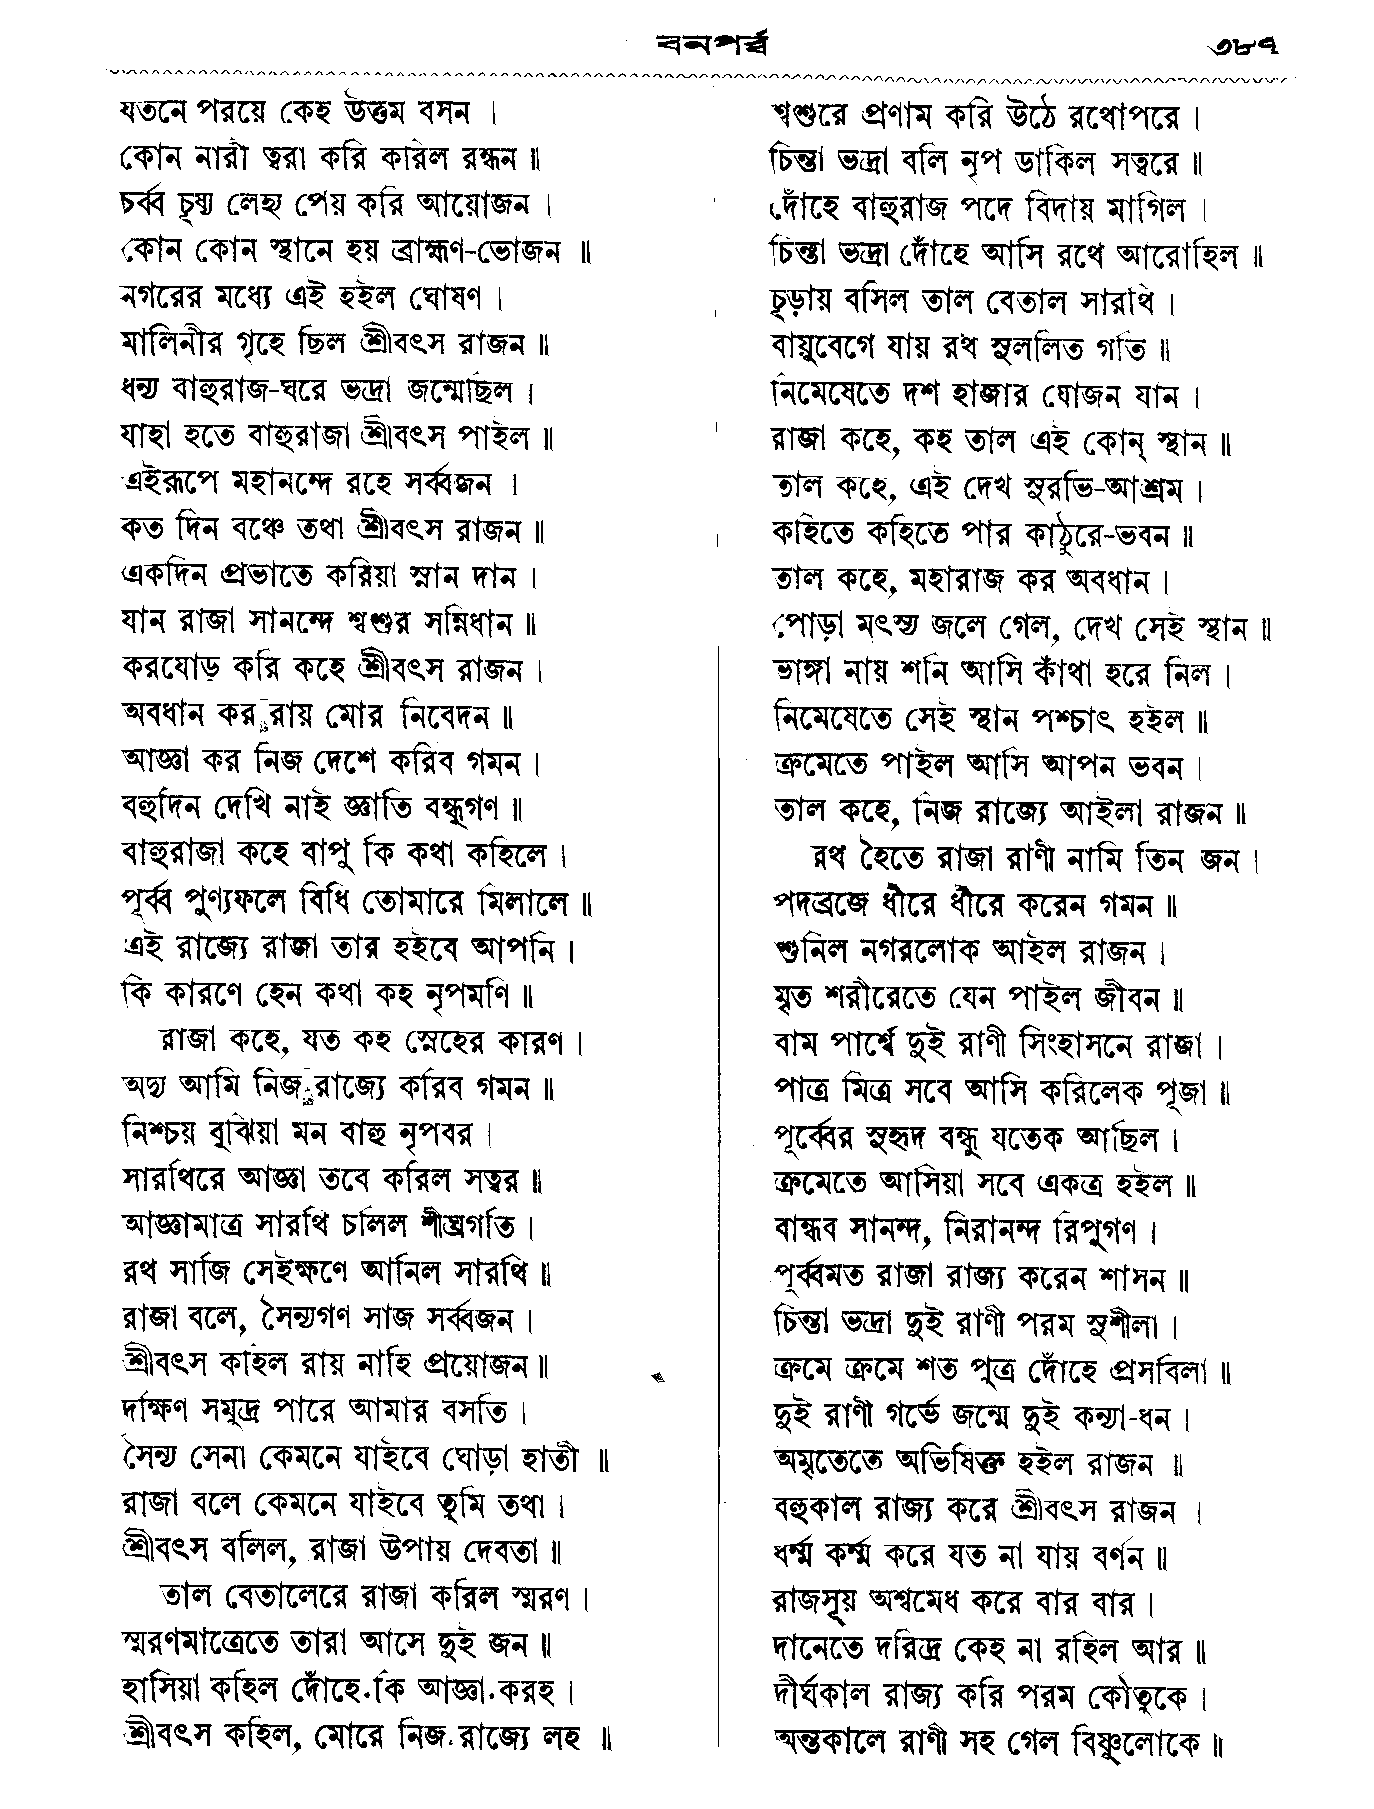 বনপর্ব্ব
৩৮৭
যতনে পরয়ে কেহ উত্তম বসন ।
কোন নারী ত্বরা করি করিল রন্ধন ॥
চর্ব্ব চূষ্য লেহ্য পেয় করি আয়োজন ।
কোন কোন স্থানে হয় ব্রাহ্মণ-ভোজন ॥
নগরের মধ্যে এই হইল ঘোষণ ।
মালিনীর গৃহে ছিল শ্রীবৎস রাজন ॥
ধন্য বাহুরাজ-ঘরে ভদ্রা জন্মেছিল ।
যাহা হতে বাহুরাজা শ্রীবৎস পাইল ॥
এইরূপে মহানন্দে রহে সর্ব্বজন ।
কত দিন বঞ্চে তথা শ্রীবৎস রাজন ॥
একদিন প্রভাতে করিয়া স্নান দান ।
যান রাজা সানন্দে শ্বশুর সন্নিধান ॥
করযোড় করি কহে শ্রীবৎস রাজন ।
অবধান কর রায় মোর নিবেদন ॥
আজ্ঞা কর নিজ দেশে করিব গমন ।
বহুদিন দেখি নাই জ্ঞাতি বন্ধুগণ ॥
বাহুরাজা কহে বাপু কি কথা কহিলে ।
পূর্ব্ব পুণ্যফলে বিধি তোমারে মিলালে ॥
এই রাজ্যে রাজা তার হইবে আপনি ।
কি কারণে হেন কথা কহ নৃপমণি ॥
রাজা কহে, যত কহ স্নেহের কারণ ।
অদ্য আমি নিজ রাজ্যে করিব গমন ॥
নিশ্চয় বুঝিয়া মন বাহু নৃপবর ।
সারথিরে আজ্ঞা তবে করিল সত্বর ॥
আজ্ঞামাত্র সারথি চলিল শীঘ্রগতি ।
রথ সাজি সেইক্ষণে আনিল সারথি ॥
রাজা বলে, সৈন্যগণ সাজ সর্ব্বজন ।
শ্রীবৎস কহিল রায় নাহি প্রয়োজন ॥
দক্ষিণ সমুদ্র পারে আমার বসতি ।
সৈন্য সেনা কেমনে যাইবে ঘোড়া হাতী ॥
রাজা বলে কেমনে যাইবে তুমি তথা ।
শ্রীবৎস বলিল, রাজা উপায় দেবতা ॥
তাল বেতালেরে রাজা করিল স্মরণ ।
স্মরণমাত্রেতে তারা আসে দুই জন ॥
হাসিয়া কহিল দোঁহে কি আজ্ঞা করহ ।
শ্রীবৎস কহিল, মোরে নিজ রাজ্যে লহ ॥
শ্বশুরে প্রণাম করি উঠে রথোপরে ।
চিন্তা ভদ্রা বলি নৃপ ডাকিল সত্বরে ॥
দোঁহে বাহুরাজ পদে বিদায় মাগিল ।
চিন্তা ভদ্রা দোঁহে আসি রথে আরোহিল ॥
চূড়ায় বসিল তাল বেতাল সারথি ।
বায়ুবেগে যায় রথ সুললিত গতি ॥
নিমেষেতে দশ হাজার যোজন যান ।
রাজা কহে, কহ তাল এই কোন্ স্থান ॥
তাল কহে, এই দেখ সুরভি-আশ্রম ।
কহিতে কহিতে পার কাঠুরে-ভবন ॥
তাল কহে, মহারাজ কর অবধান ।
পোড়া মৎস্য জলে গেল, দেখ সেই স্থান ॥
ভাঙ্গা নায় শনি আসি কাঁথা হরে নিল ।
নিমেষেতে সেই স্থান পশ্চাৎ হইল ॥
ক্রমেতে পাইল আসি আপন ভবন ।
তাল কহে, নিজ রাজ্যে আইলা রাজন ॥
রথ হৈতে রাজা রাণী নামি তিন জন ।
পদব্রজে ধীরে ধীরে করেন গমন ॥
শুনিল নগরলোক আইল রাজন ।
মৃত শরীরেতে যেন পাইল জীবন ॥
বাম পার্শ্বে দুই রাণী সিংহাসনে রাজা ।
পাত্র মিত্র সবে আসি করিলেক পূজা ॥
পূর্ব্বের সুহৃদ বন্ধু যতেক আছিল ।
ক্রমেতে আসিয়া সবে একত্র হইল ॥
বান্ধব সানন্দ, নিরানন্দ রিপুগণ ।
পূর্ব্বমত রাজা রাজ্য করেন শাসন ॥
চিন্তা ভদ্রা দুই রাণী পরম সুশীলা ।
ক্রমে ক্রমে শত পুত্র দোঁহে প্রসবিলা ॥
দুই রাণী গর্ভে জন্মে দুই কন্যা-ধন ।
অমৃতেতে অভিষিক্ত হইল রাজন ॥
বহুকাল রাজ্য করে শ্রীবৎস রাজন ।
ধর্ম্ম কর্ম্ম করে যত না যায় বর্ণন ॥
রাজসূয় অশ্বমেধ করে বার বার ।
দানেতে দরিদ্র কেহ না রহিল আর ॥
দীর্ঘকাল রাজ্য করি পরম কৌতুকে ।
অন্তকালে রাণী সহ গেল বিষ্ণুলোকে ॥